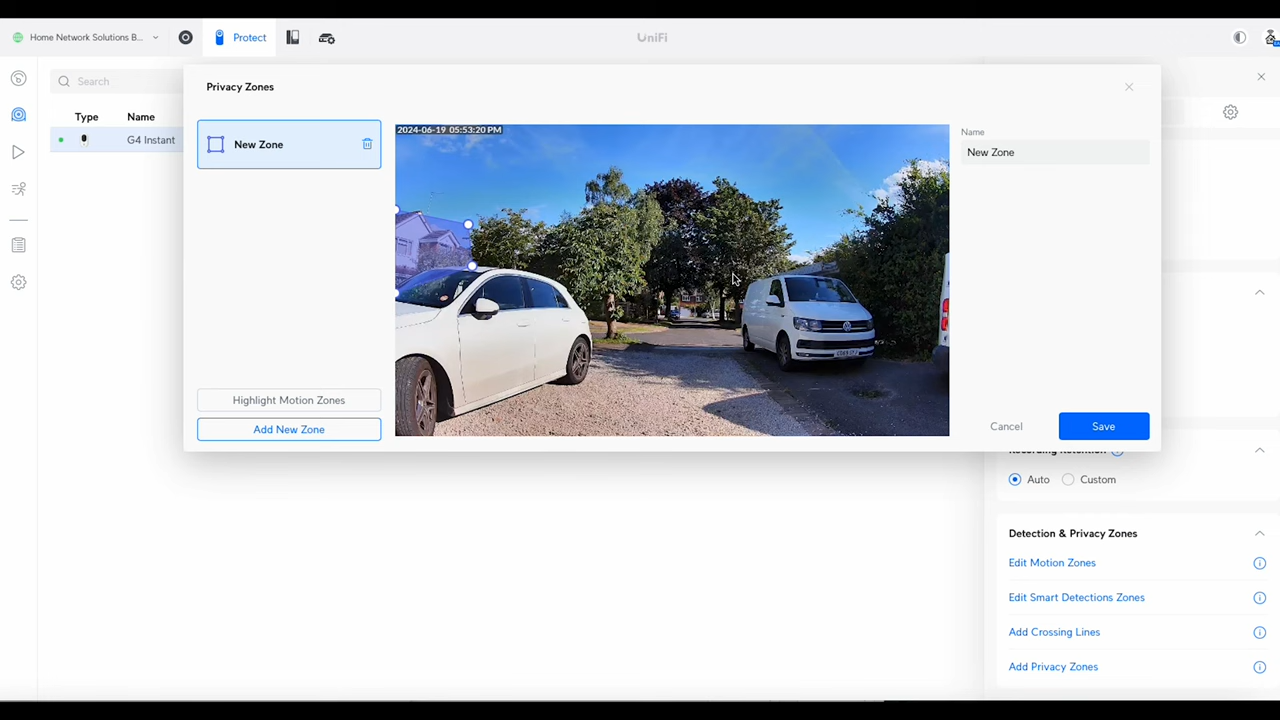 Home Network Solutions B...
Protect
UniFi
Search
Type
Name
G4 Instant
Privacy Zones
New Zone
2024-06-19 05:53:20 PM
Name
New Zone
Highlight Motion Zones
Add New Zone
Cancel
Save
Recording Retention
Auto
Custom
Detection & Privacy Zones
Edit Motion Zones
Edit Smart Detections Zones
Add Crossing Lines
Add Privacy Zones